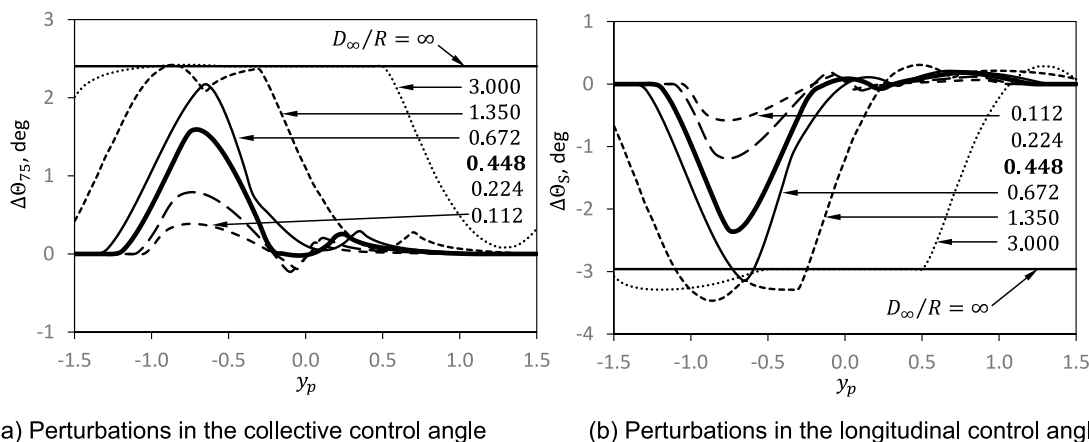 3
2
1
0
-1
-1.5 -1.0 -0.5 0.0 0.5 1.0 1.5
ΔΘ75, deg
yp
D∞/R = ∞
3.000
1.350
0.672
0.448
0.224
0.112
a) Perturbations in the collective control angle
1
0
-1
-2
-3
-4
-1.5 -1.0 -0.5 0.0 0.5 1.0 1.5
ΔΘS, deg
yp
0.112
0.224
0.448
0.672
1.350
3.000
D∞/R = ∞
(b) Perturbations in the longitudinal control angl